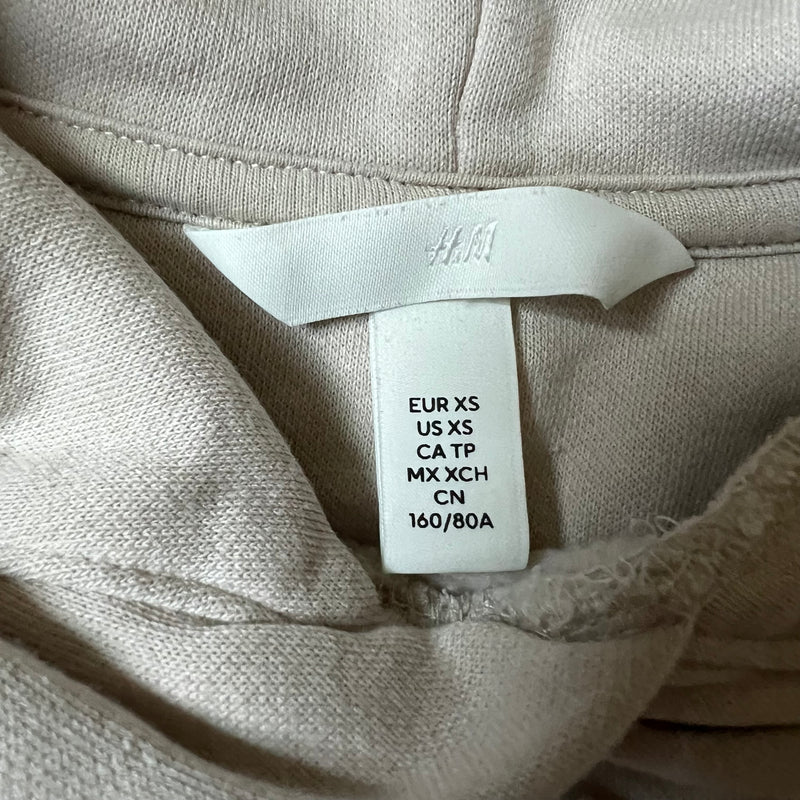 H&M
EUR XS
US XS
CA TP
MX XCH
CN
160/80A